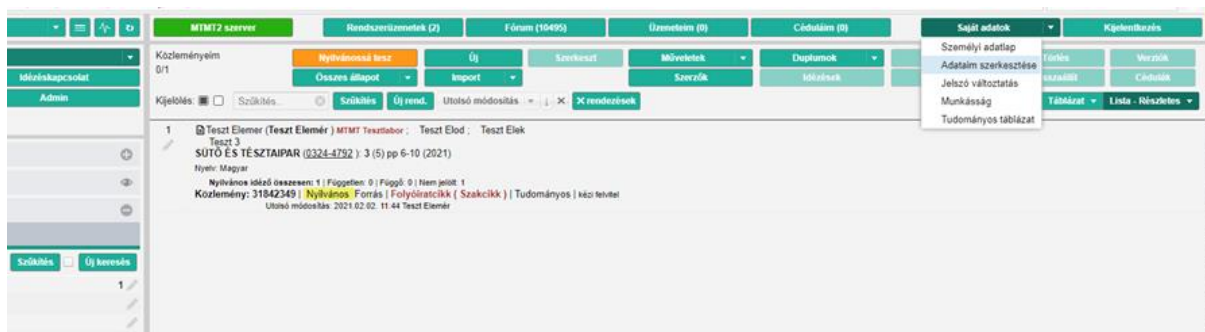 MTMT2 szerver
Rendszerüzenetek (2)
Fórum (10495)
Üzeneteim (0)
Céduláim (0)
Saját adatok
Kijelentkezés
Személyi adatlap
Adataim szerkesztése
Jelszó változtatás
Munkásság
Tudományos táblázat
Idézéskapcsolat
Admin
Közleményeim
0/1
Nyilvánossá tesz
Új
Szerkeszt
Műveletek
Duplumok
Törlés
Verziók
Összes állapot
Import
Szerzők
Idézések
Cédulák
Kijelölés:
Szűkítés...
Szűkítés
Új rend.
Utolsó módosítás
↓ X
X rendezések
Táblázat
Lista - Részletes
1
Teszt Elemer (Teszt Elemér ) MTMT Tesztlabor ; Teszt Elod ; Teszt Elek
Teszt 3
SÜTŐ ÉS TÉSZTAIPAR (0324-4792 ): 3 (5) pp 6-10 (2021)
Nyelv: Magyar
Nyilvános idéző összesen: 1 | Független: 0 | Függő: 0 | Nem jelölt: 1
Közlemény: 31842349 | Nyilvános Forrás | Folyóiratcikk ( Szakcikk ) | Tudományos | kézi felvitel
Utolsó módosítás: 2021.02.02. 11:44 Teszt Elemér
Szűkítés
Új keresés
1